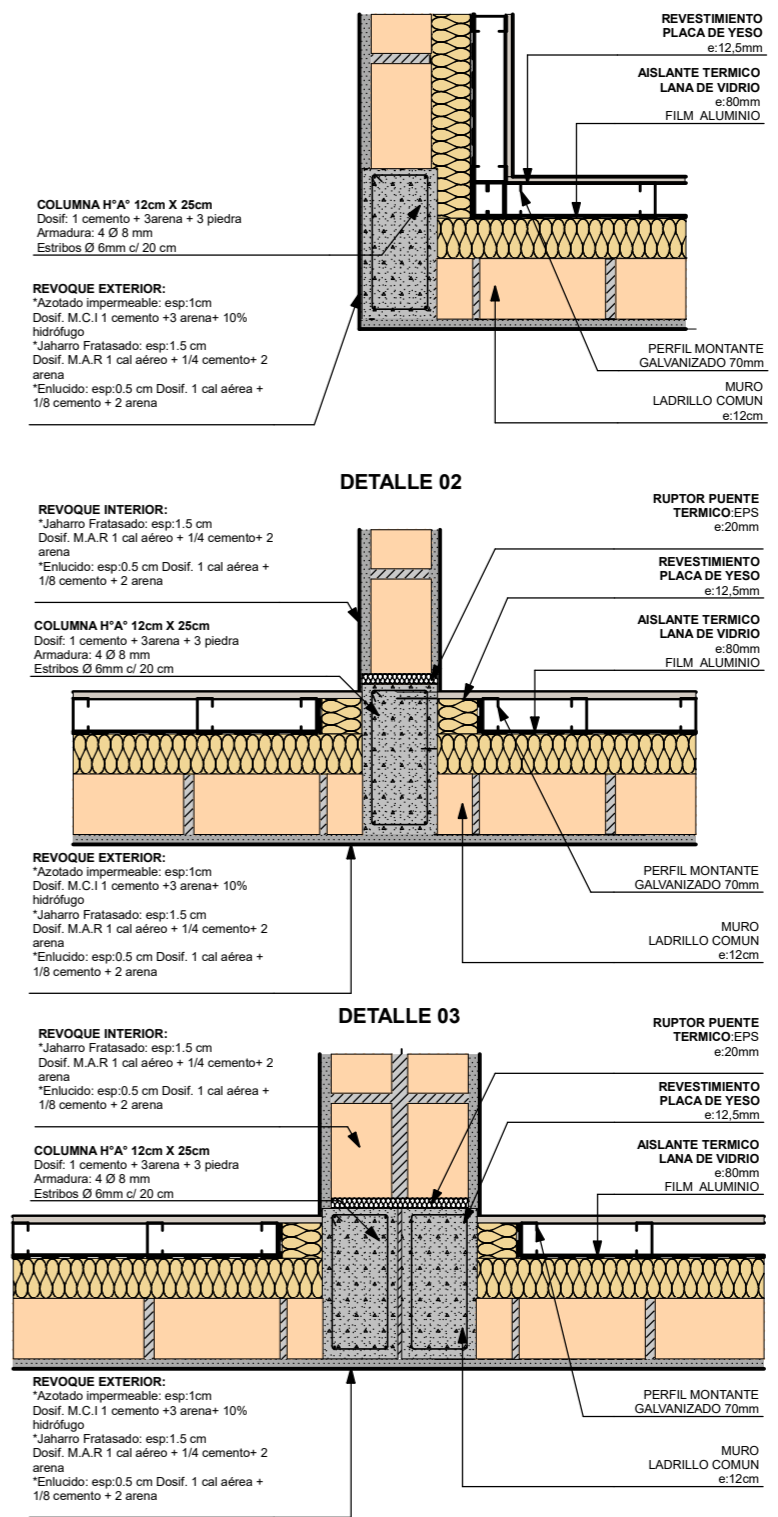 REVESTIMIENTO
PLACA DE YESO
e:12,5mm
AISLANTE TERMICO
LANA DE VIDRIO
e:80mm
FILM ALUMINIO
COLUMNA H°A° 12cm X 25cm
Dosif: 1 cemento + 3arena + 3 piedra
Armadura: 4 Ø 8 mm
Estribos Ø 6mm c/ 20 cm
REVOQUE EXTERIOR:
*Azotado impermeable: esp:1cm
Dosif. M.C.I 1 cemento +3 arena+ 10%
hidrófugo
*Jaharro Fratasado: esp:1.5 cm
Dosif. M.A.R 1 cal aéreo + 1/4 cemento+ 2
arena
*Enlucido: esp:0.5 cm Dosif. 1 cal aérea +
1/8 cemento + 2 arena
PERFIL MONTANTE
GALVANIZADO 70mm
MURO
LADRILLO COMUN
e:12cm
DETALLE 02
REVOQUE INTERIOR:
*Jaharro Fratasado: esp:1.5 cm
Dosif. M.A.R 1 cal aéreo + 1/4 cemento+ 2
arena
*Enlucido: esp:0.5 cm Dosif. 1 cal aérea +
1/8 cemento + 2 arena
RUPTOR PUENTE
TERMICO:EPS
e:20mm
REVESTIMIENTO
PLACA DE YESO
e:12,5mm
COLUMNA H°A° 12cm X 25cm
Dosif: 1 cemento + 3arena + 3 piedra
Armadura: 4 Ø 8 mm
Estribos Ø 6mm c/ 20 cm
AISLANTE TERMICO
LANA DE VIDRIO
e:80mm
FILM ALUMINIO
REVOQUE EXTERIOR:
*Azotado impermeable: esp:1cm
Dosif. M.C.I 1 cemento +3 arena+ 10%
hidrófugo
*Jaharro Fratasado: esp:1.5 cm
Dosif. M.A.R 1 cal aéreo + 1/4 cemento+ 2
arena
*Enlucido: esp:0.5 cm Dosif. 1 cal aérea +
1/8 cemento + 2 arena
PERFIL MONTANTE
GALVANIZADO 70mm
MURO
LADRILLO COMUN
e:12cm
DETALLE 03
REVOQUE INTERIOR:
*Jaharro Fratasado: esp:1.5 cm
Dosif. M.A.R 1 cal aéreo + 1/4 cemento+ 2
arena
*Enlucido: esp:0.5 cm Dosif. 1 cal aérea +
1/8 cemento + 2 arena
RUPTOR PUENTE
TERMICO:EPS
e:20mm
REVESTIMIENTO
PLACA DE YESO
e:12,5mm
COLUMNA H°A° 12cm X 25cm
Dosif: 1 cemento + 3arena + 3 piedra
Armadura: 4 Ø 8 mm
Estribos Ø 6mm c/ 20 cm
AISLANTE TERMICO
LANA DE VIDRIO
e:80mm
FILM ALUMINIO
REVOQUE EXTERIOR:
*Azotado impermeable: esp:1cm
Dosif. M.C.I 1 cemento +3 arena+ 10%
hidrófugo
*Jaharro Fratasado: esp:1.5 cm
Dosif. M.A.R 1 cal aéreo + 1/4 cemento+ 2
arena
*Enlucido: esp:0.5 cm Dosif. 1 cal aérea +
1/8 cemento + 2 arena
PERFIL MONTANTE
GALVANIZADO 70mm
MURO
LADRILLO COMUN
e:12cm